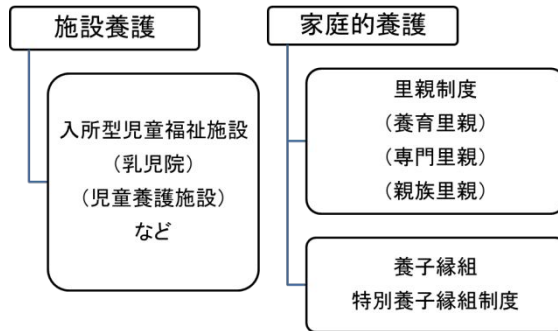 施設養護
入所型児童福祉施設
（乳児院）
（児童養護施設）
など
家庭的養護
里親制度
（養育里親）
（専門里親）
（親族里親）
養子縁組
特別養子縁組制度